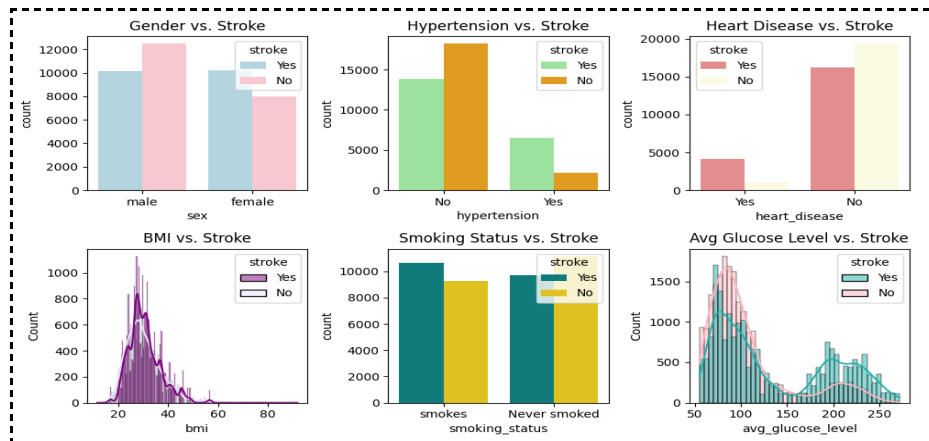 Gender vs. Stroke
12000
10000
8000
6000
4000
2000
0
count
stroke
Yes
No
male
female
sex
Hypertension vs. Stroke
15000
10000
5000
0
count
stroke
Yes
No
No
Yes
hypertension
Heart Disease vs. Stroke
20000
15000
10000
5000
0
count
stroke
Yes
No
Yes
No
heart_disease
BMI vs. Stroke
1000
800
600
400
200
0
Count
stroke
Yes
No
20
40
60
80
bmi
Smoking Status vs. Stroke
10000
8000
6000
4000
2000
0
count
stroke
Yes
No
smokes
Never smoked
smoking_status
Avg Glucose Level vs. Stroke
1500
1000
500
0
Count
stroke
Yes
No
50
100
150
200
250
avg_glucose_level